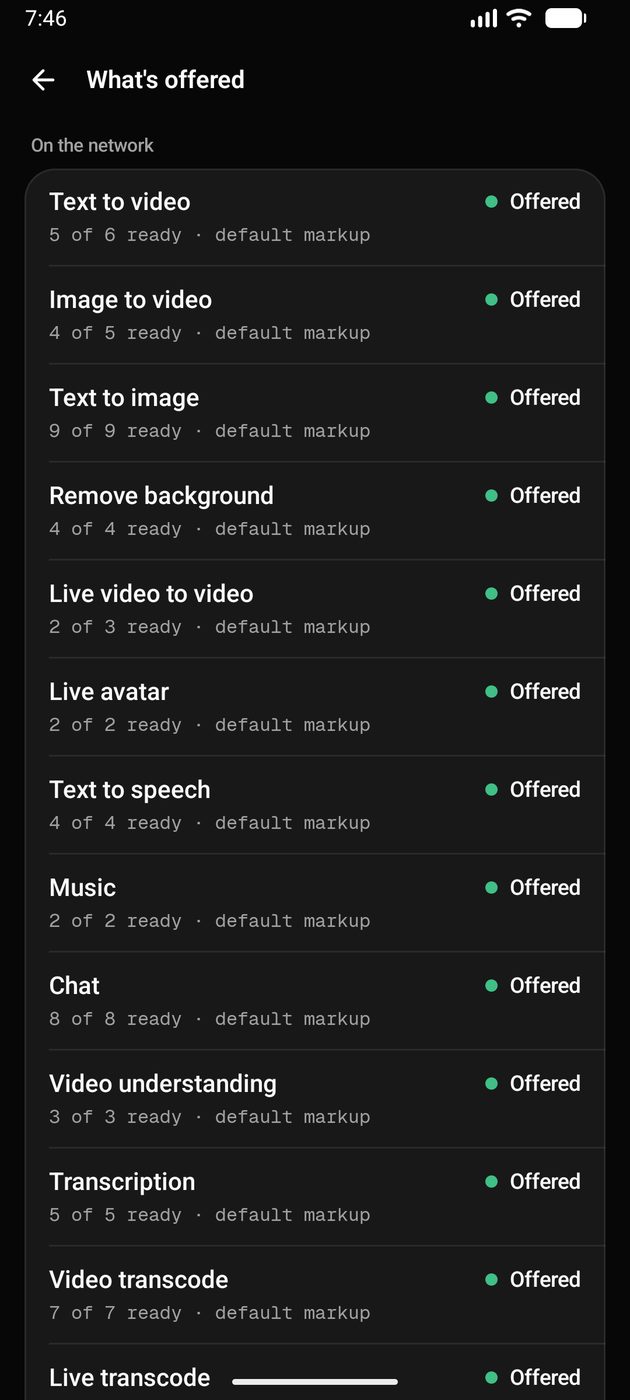 7:46
What's offered
On the network
Text to video
Offered
5 of 6 ready · default markup
Image to video
Offered
4 of 5 ready · default markup
Text to image
Offered
9 of 9 ready · default markup
Remove background
Offered
4 of 4 ready · default markup
Live video to video
Offered
2 of 3 ready · default markup
Live avatar
Offered
2 of 2 ready · default markup
Text to speech
Offered
4 of 4 ready · default markup
Music
Offered
2 of 2 ready · default markup
Chat
Offered
8 of 8 ready · default markup
Video understanding
Offered
3 of 3 ready · default markup
Transcription
Offered
5 of 5 ready · default markup
Video transcode
Offered
7 of 7 ready · default markup
Live transcode
Offered